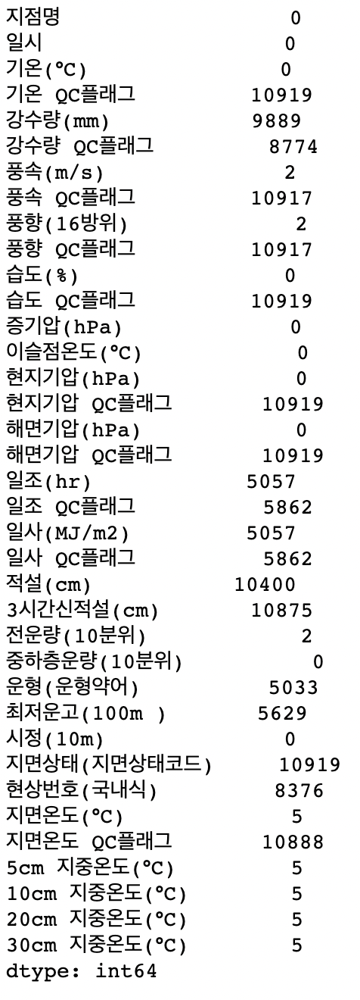 지점명 0
일시 0
기온(°C) 0
기온 QC플래그 10919
강수량(mm) 9889
강수량 QC플래그 8774
풍속(m/s) 2
풍속 QC플래그 10917
풍향(16방위) 2
풍향 QC플래그 10917
습도(%) 0
습도 QC플래그 10919
증기압(hPa) 0
이슬점온도(°C) 0
현지기압(hPa) 0
현지기압 QC플래그 10919
해면기압(hPa) 0
해면기압 QC플래그 10919
일조(hr) 5057
일조 QC플래그 5862
일사(MJ/m2) 5057
일사 QC플래그 5862
적설(cm) 10400
3시간신적설(cm) 10875
전운량(10분위) 2
중하층운량(10분위) 0
운형(운형약어) 5033
최저운고(100m ) 5629
시정(10m) 0
지면상태(지면상태코드) 10919
현상번호(국내식) 8376
지면온도(°C) 5
지면온도 QC플래그 10888
5cm 지중온도(°C) 5
10cm 지중온도(°C) 5
20cm 지중온도(°C) 5
30cm 지중온도(°C) 5
dtype: int64